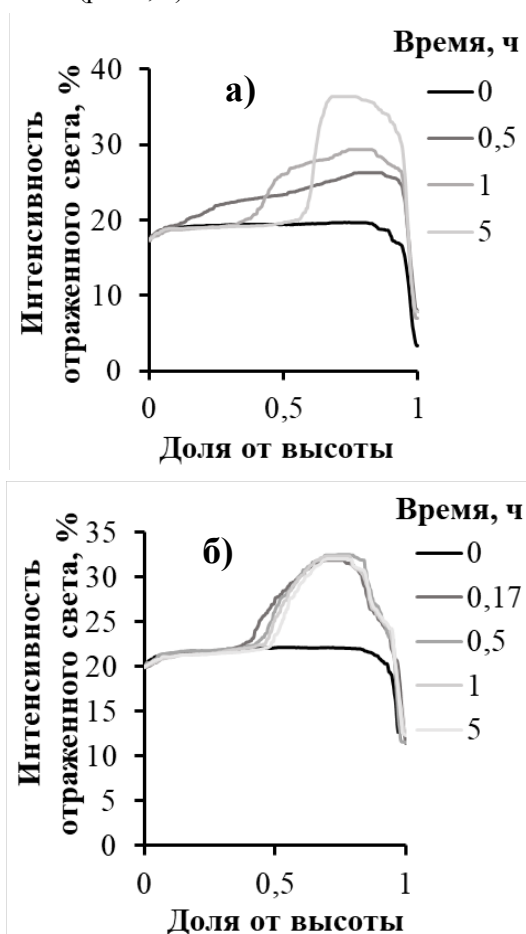 Время, ч
а)
Интенсивность
отраженного света, %
40
30
20
10
0
0
0,5
1
Доля от высоты
0
0,5
1
5
Время, ч
б)
Интенсивность
отраженного света, %
35
30
25
20
15
10
5
0
0
0,5
1
Доля от высоты
0
0,17
0,5
1
5